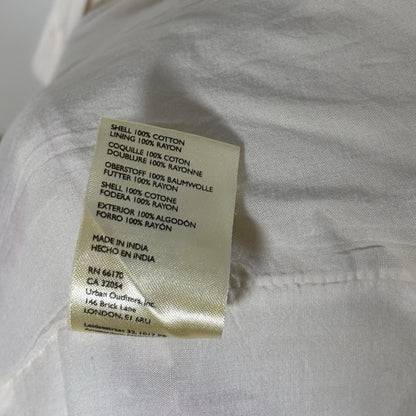 SHELL 100% COTTON
LINING 100% RAYON
COQUILLE 100% COTON
DOUBLURE 100% RAYONNE
OBERSTOFF 100% BAUMWOLLE
FUTTER 100% RAYON
SHELL 100% COTONE
FODERA 100% RAYON
EXTERIOR 100% ALGODÓN
FORRO 100% RAYÓN
MADE IN INDIA
HECHO EN INDIA
RN 66170
CA 32054
Urban Outfitters, Inc.
146 Brick Lane
LONDON, E1 6RU